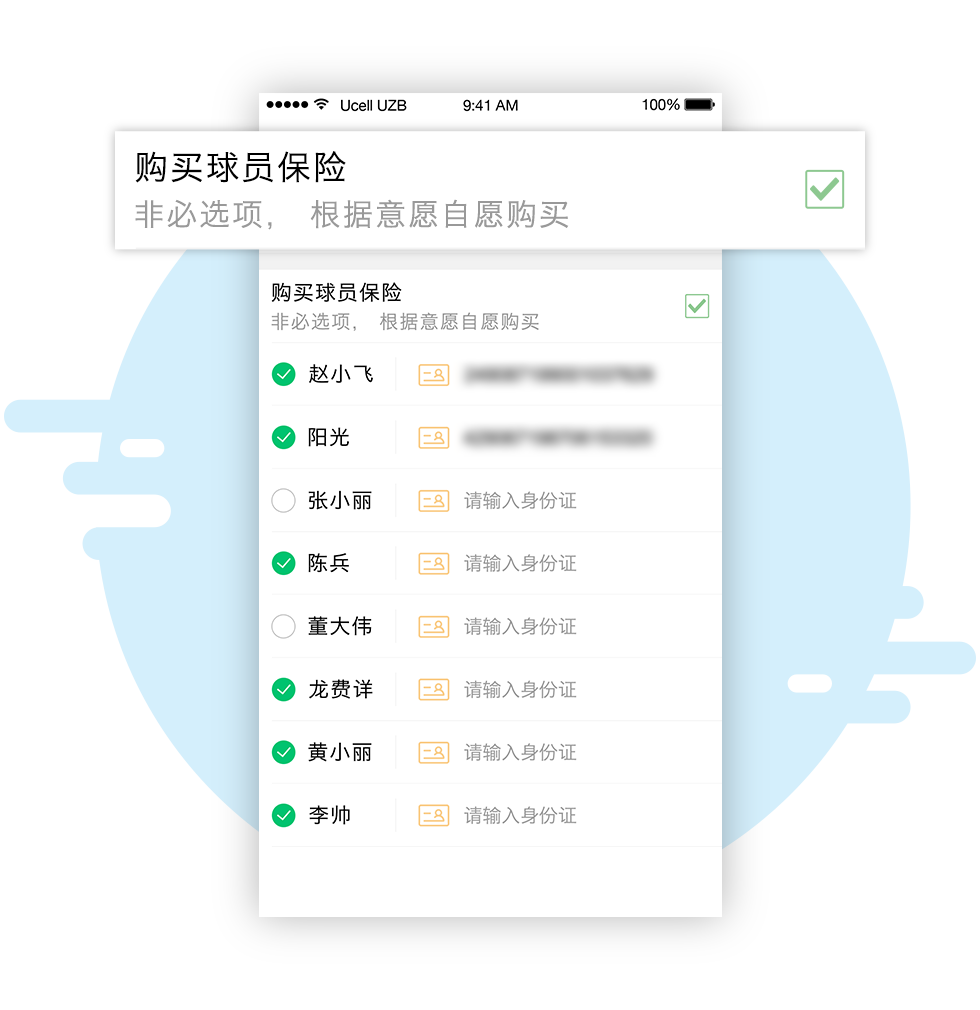 Ucell UZB 9:41 AM 100%
购买球员保险
非必选项， 根据意愿自愿购买
购买球员保险
非必选项， 根据意愿自愿购买
赵小飞
阳光
张小丽 请输入身份证
陈兵 请输入身份证
董大伟 请输入身份证
龙费详 请输入身份证
黄小丽 请输入身份证
李帅 请输入身份证